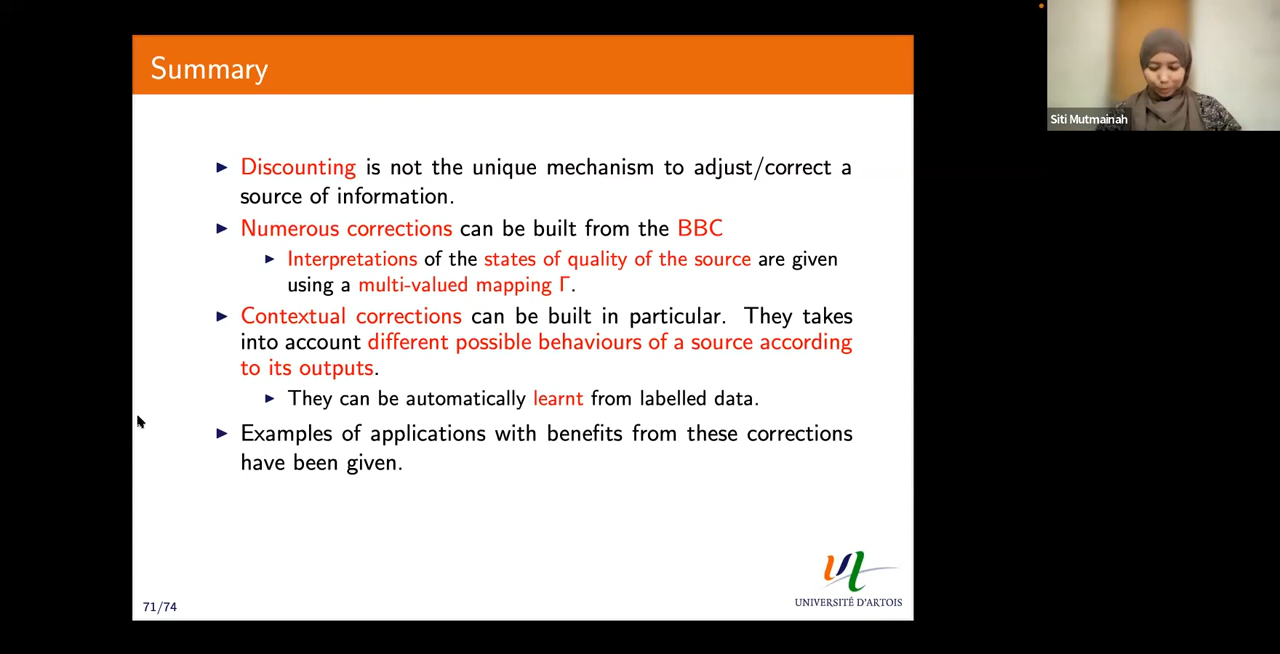 Summary
Siti Mutmainah
▶ Discounting is not the unique mechanism to adjust/correct a
source of information.
▶ Numerous corrections can be built from the BBC
▶ Interpretations of the states of quality of the source are given
using a multi-valued mapping Γ.
▶ Contextual corrections can be built in particular. They takes
into account different possible behaviours of a source according
to its outputs.
▶ They can be automatically learnt from labelled data.
▶ Examples of applications with benefits from these corrections
have been given.
UNIVERSITÉ D'ARTOIS
71/74